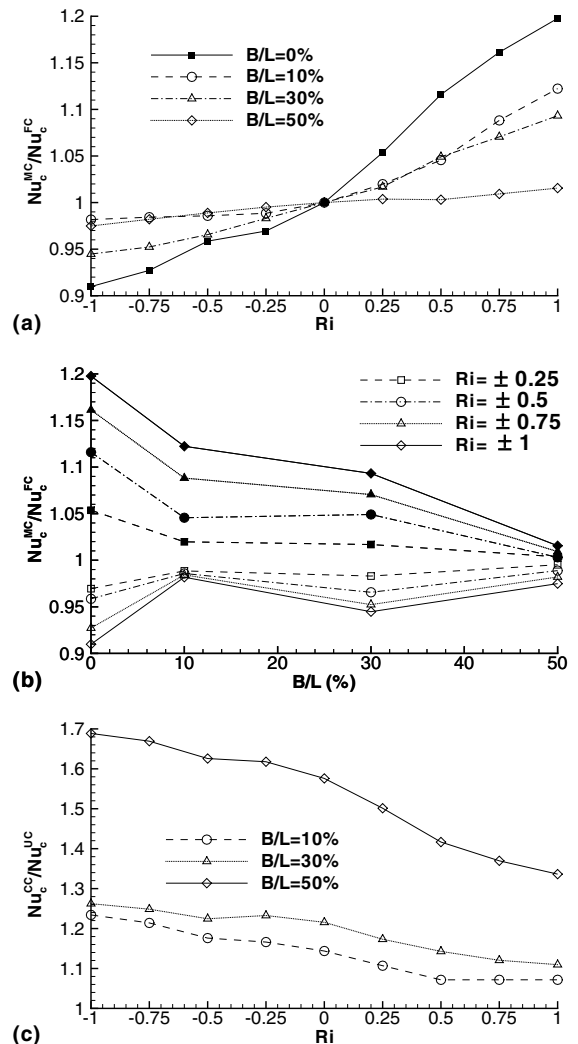 1.2
1.15
1.1
1.05
1
0.95
0.9
Nu_c^MC/Nu_c^FC
B/L=0%
B/L=10%
B/L=30%
B/L=50%
-1 -0.75 -0.5 -0.25 0 0.25 0.5 0.75 1
Ri
(a)
1.2
1.15
1.1
1.05
1
0.95
0.9
Nu_c^MC/Nu_c^FC
Ri= ± 0.25
Ri= ± 0.5
Ri= ± 0.75
Ri= ± 1
0 10 20 30 40 50
B/L (%)
(b)
1.7
1.6
1.5
1.4
1.3
1.2
1.1
1
Nu_c^CC/Nu_c^UC
B/L=10%
B/L=30%
B/L=50%
-1 -0.75 -0.5 -0.25 0 0.25 0.5 0.75 1
Ri
(c)